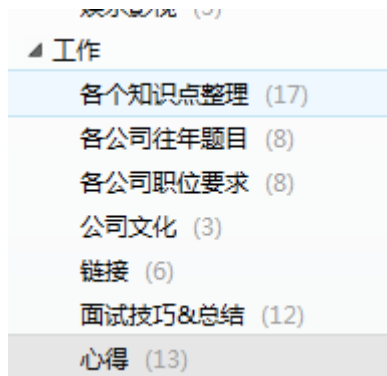 工作
各个知识点整理 (17)
各公司往年题目 (8)
各公司职位要求 (8)
公司文化 (3)
链接 (6)
面试技巧&总结 (12)
心得 (13)